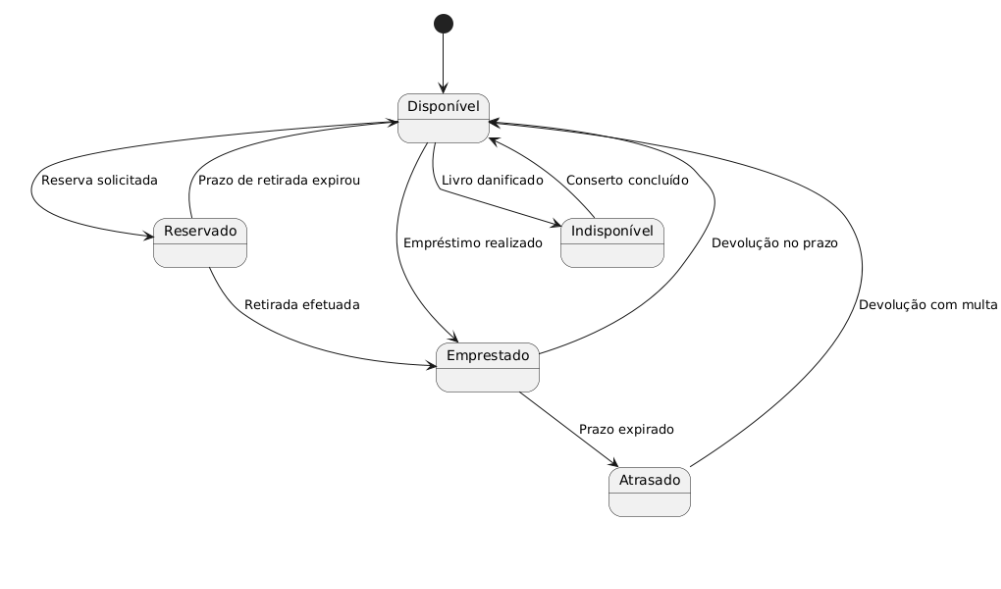 Disponível
Reserva solicitada
Prazo de retirada expirou
Livro danificado
Conserto concluído
Reservado
Indisponível
Empréstimo realizado
Devolução no prazo
Retirada efetuada
Devolução com multa
Emprestado
Prazo expirado
Atrasado